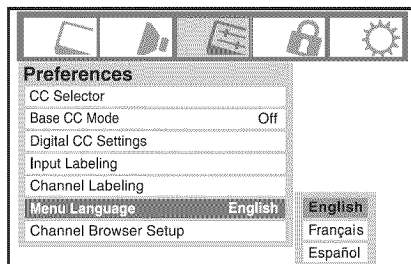 Preferences
CC Selector
Base CC Mode Off
Digital CC Settings
Input Labeling
Channel Labeling
Menu Language English
Channel Browser Setup
English
Français
Español